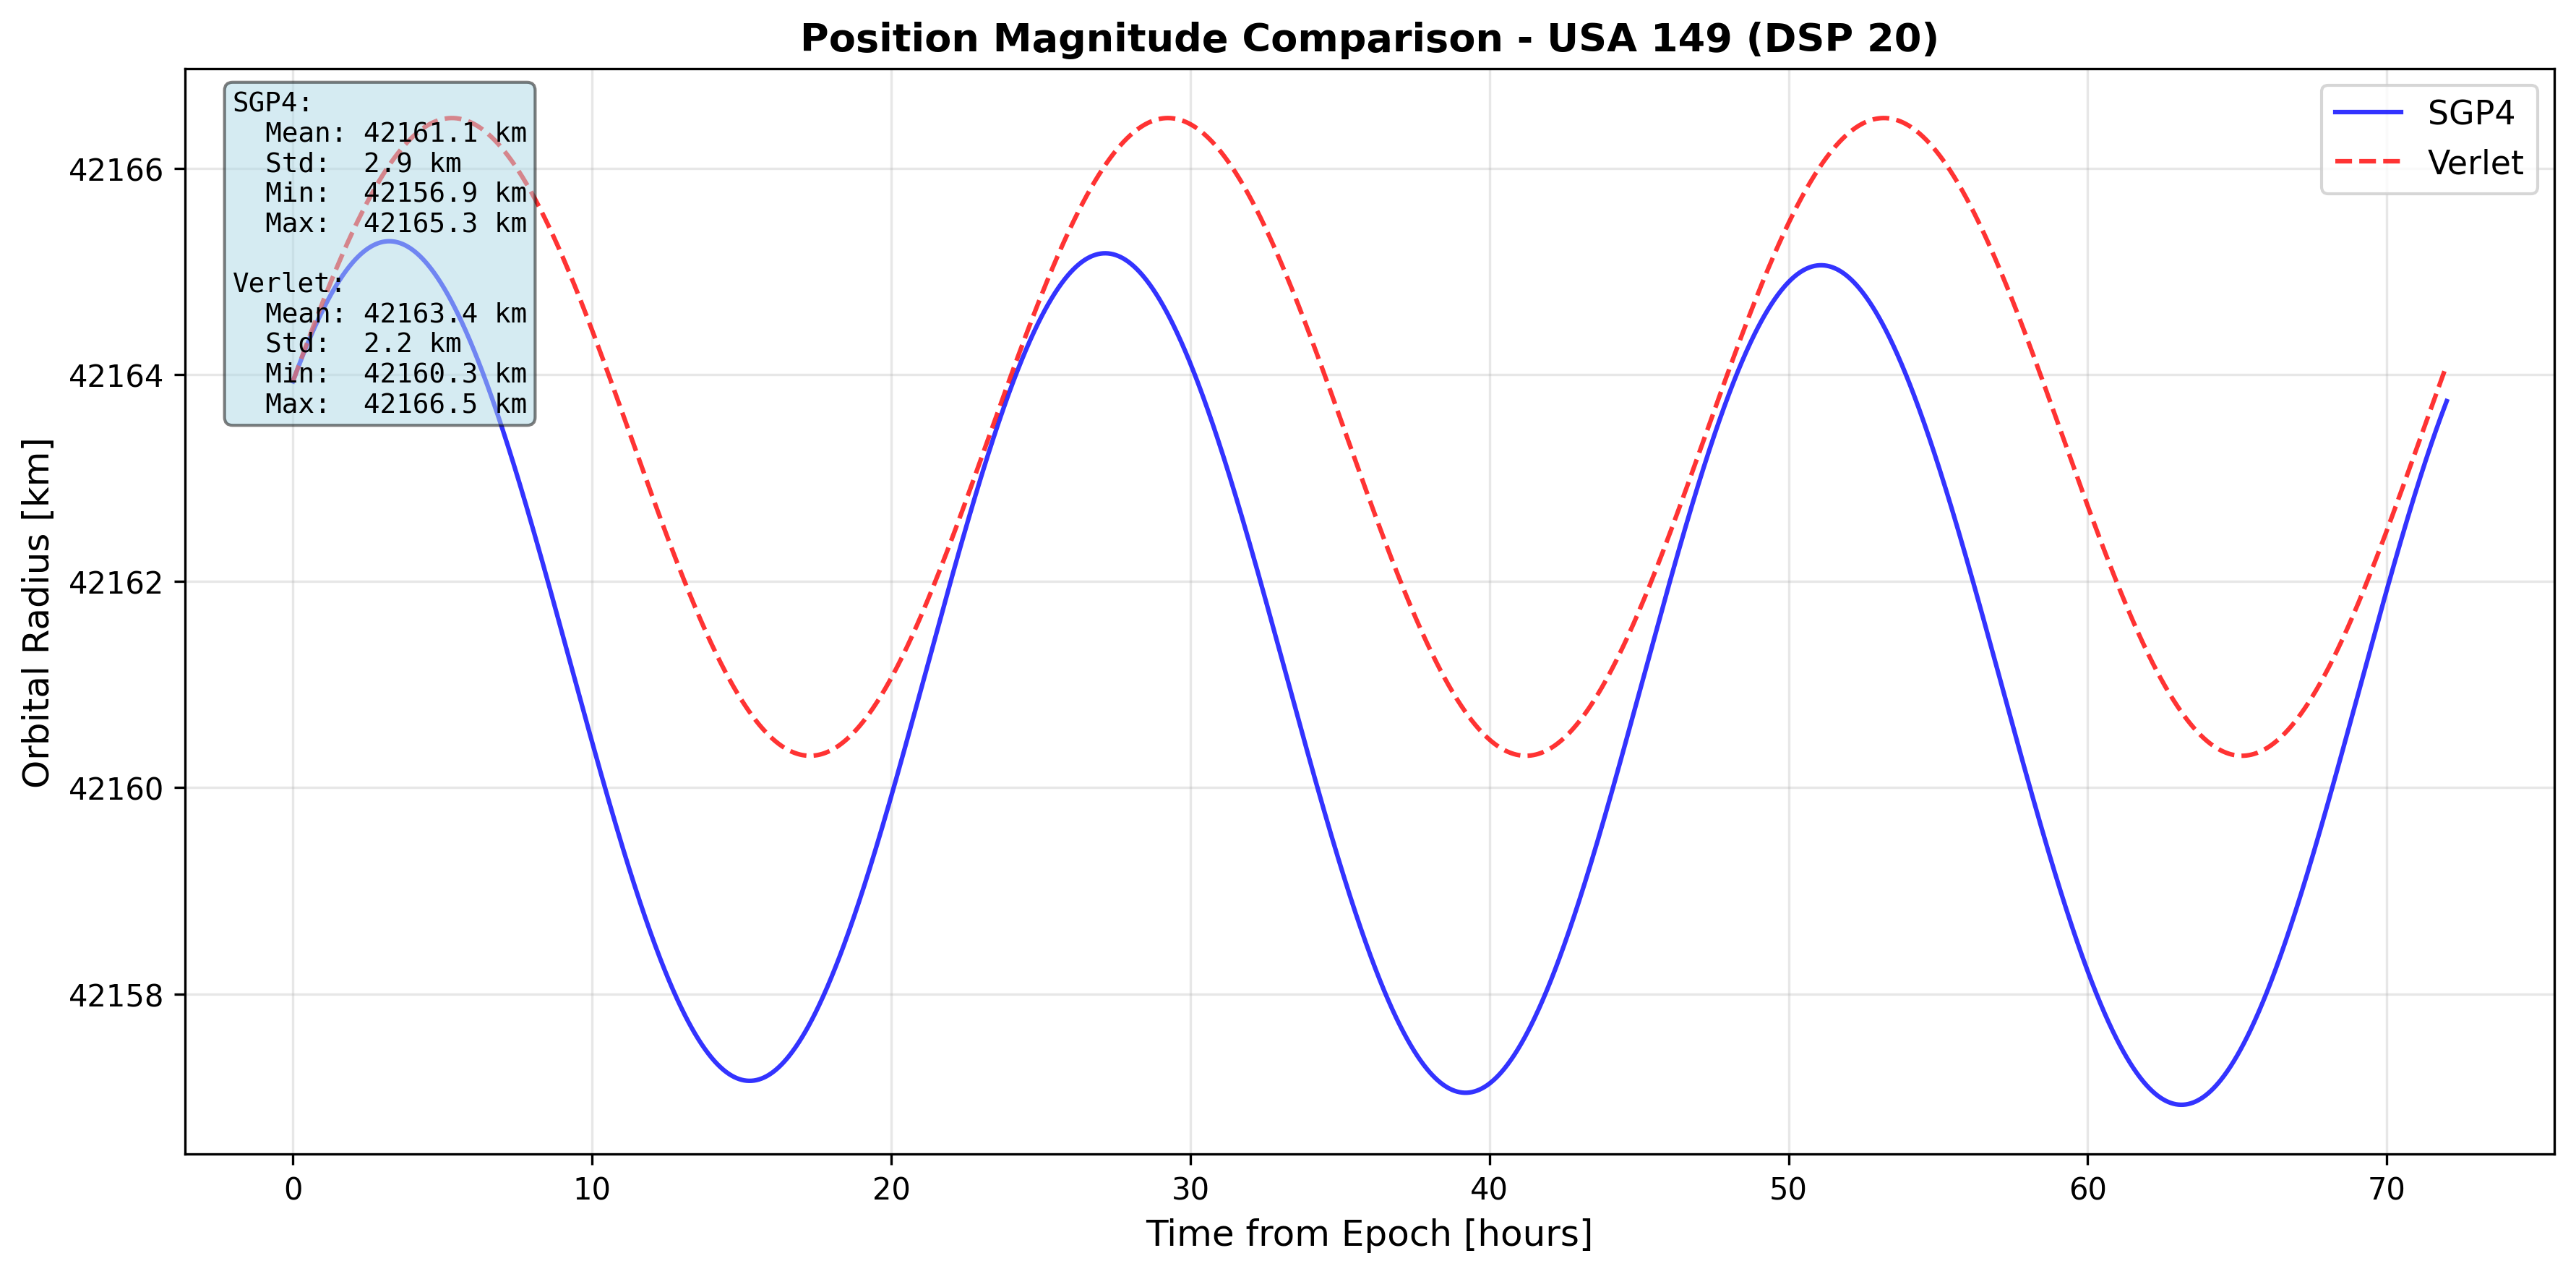 Position Magnitude Comparison - USA 149 (DSP 20)
SGP4:
Mean: 42161.1 km
Std: 2.9 km
Min: 42156.9 km
Max: 42165.3 km
Verlet:
Mean: 42163.4 km
Std: 2.2 km
Min: 42160.3 km
Max: 42166.5 km
SGP4
Verlet
Orbital Radius [km]
42166
42164
42162
42160
42158
0 10 20 30 40 50 60 70
Time from Epoch [hours]